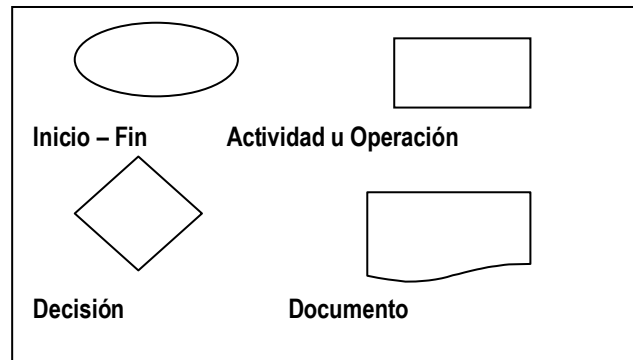 Inicio – Fin
Actividad u Operación
Decisión
Documento